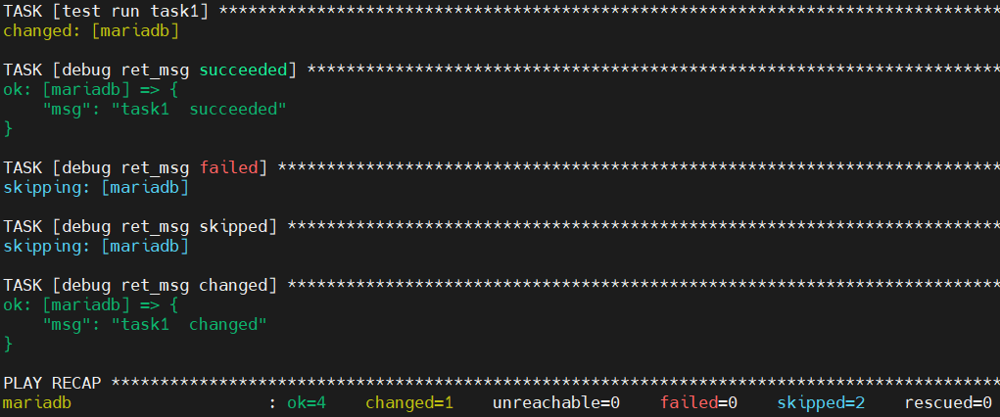 TASK [test run task1] ********************************************************************************
changed: [mariadb]
TASK [debug ret_msg succeeded] ***********************************************************************
ok: [mariadb] => {
    "msg": "task1  succeeded"
}
TASK [debug ret_msg failed] **************************************************************************
skipping: [mariadb]
TASK [debug ret_msg skipped] *************************************************************************
skipping: [mariadb]
TASK [debug ret_msg changed] *************************************************************************
ok: [mariadb] => {
    "msg": "task1  changed"
}
PLAY RECAP *******************************************************************************************
mariadb                    : ok=4    changed=1    unreachable=0    failed=0    skipped=2    rescued=0